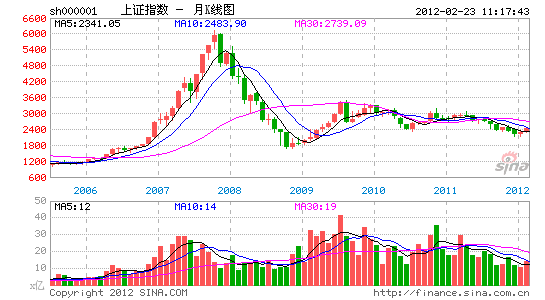 sh000001 上证指数 - 月K线图 2012-02-23 11:17:43
MA5:2341.05 MA10:2483.90 MA30:2739.09
6600
6000
5400
4800
4200
3600
3000
2400
1800
1200
600
sina
2006 2007 2008 2009 2010 2011 2012
MA5:12 MA10:14 MA30:19
50
40
30
20
10
x亿
Copyright 2012 SINA.COM http://finance.sina.com.cn